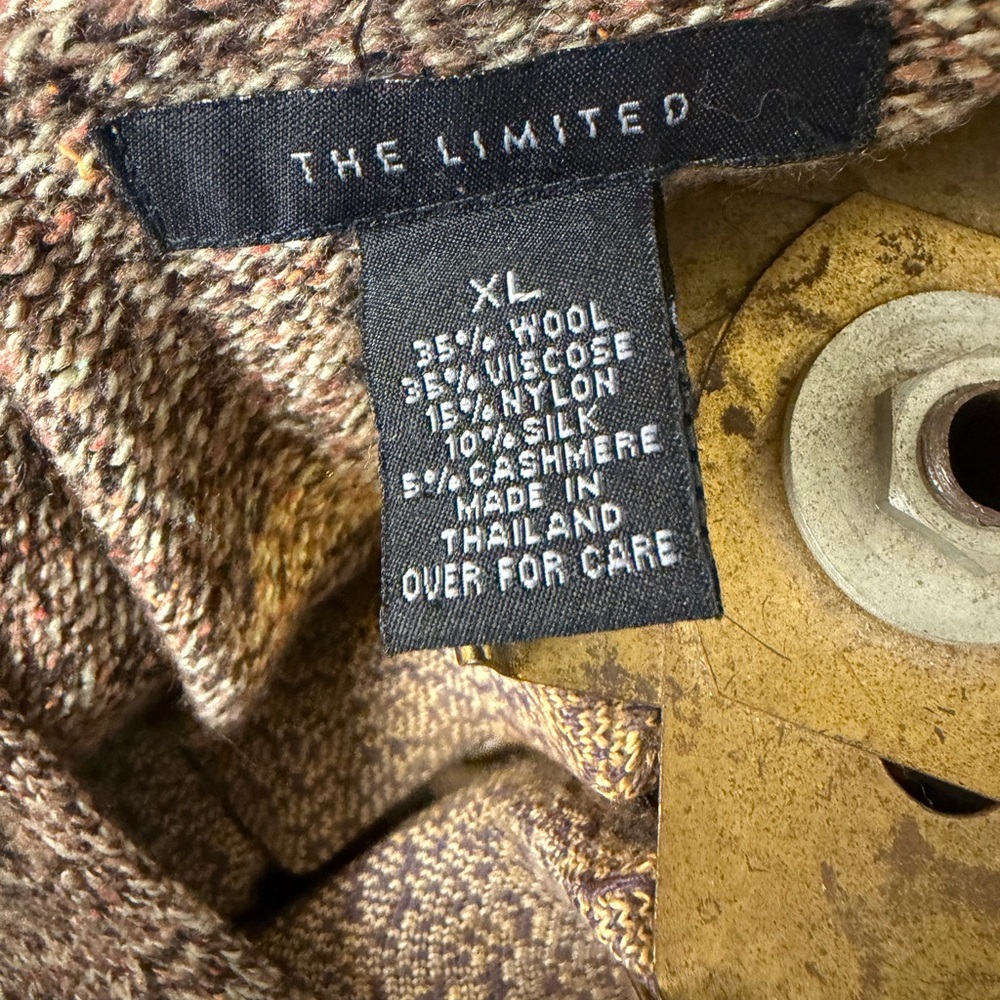 THE LIMITED
XL
35% WOOL
35% VISCOSE
15% NYLON
10% SILK
5% CASHMERE
MADE IN
THAILAND
OVER FOR CARE